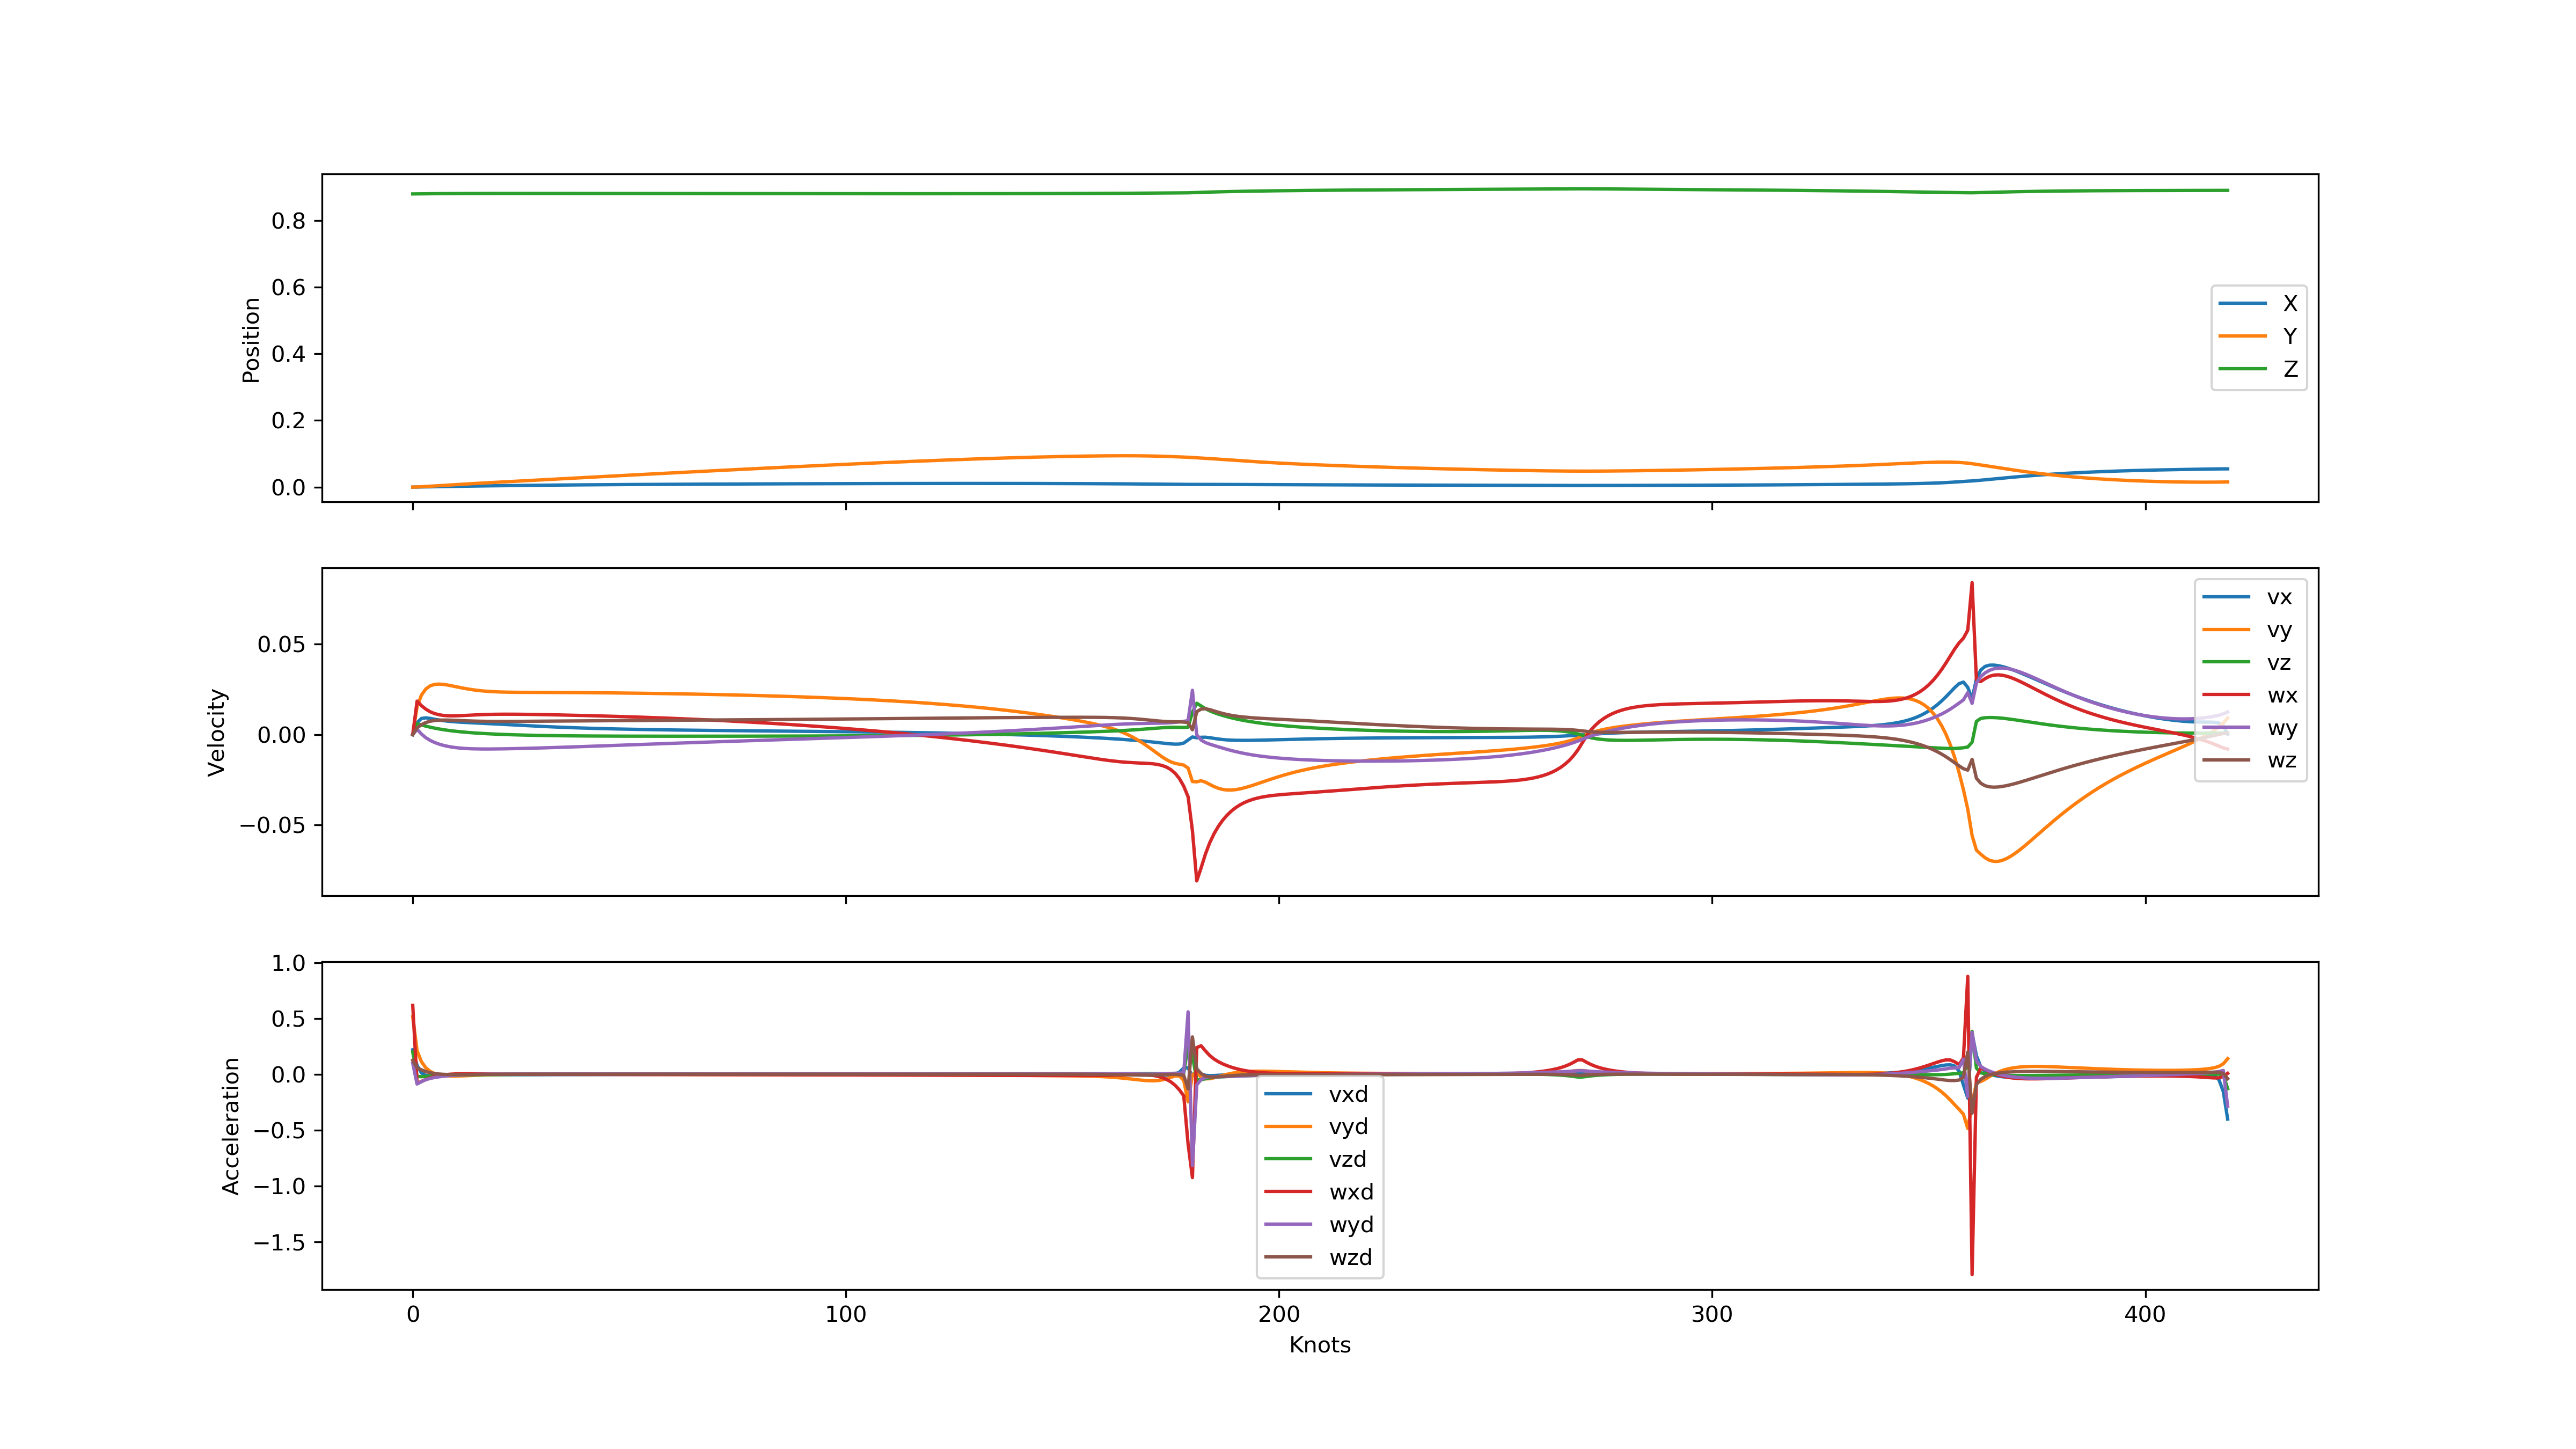 Position
0.8
0.6
0.4
0.2
0.0
X
Y
Z
Velocity
0.05
0.00
−0.05
vx
vy
vz
wx
wy
wz
Acceleration
1.0
0.5
0.0
−0.5
−1.0
−1.5
vxd
vyd
vzd
wxd
wyd
wzd
0 100 200 300 400
Knots